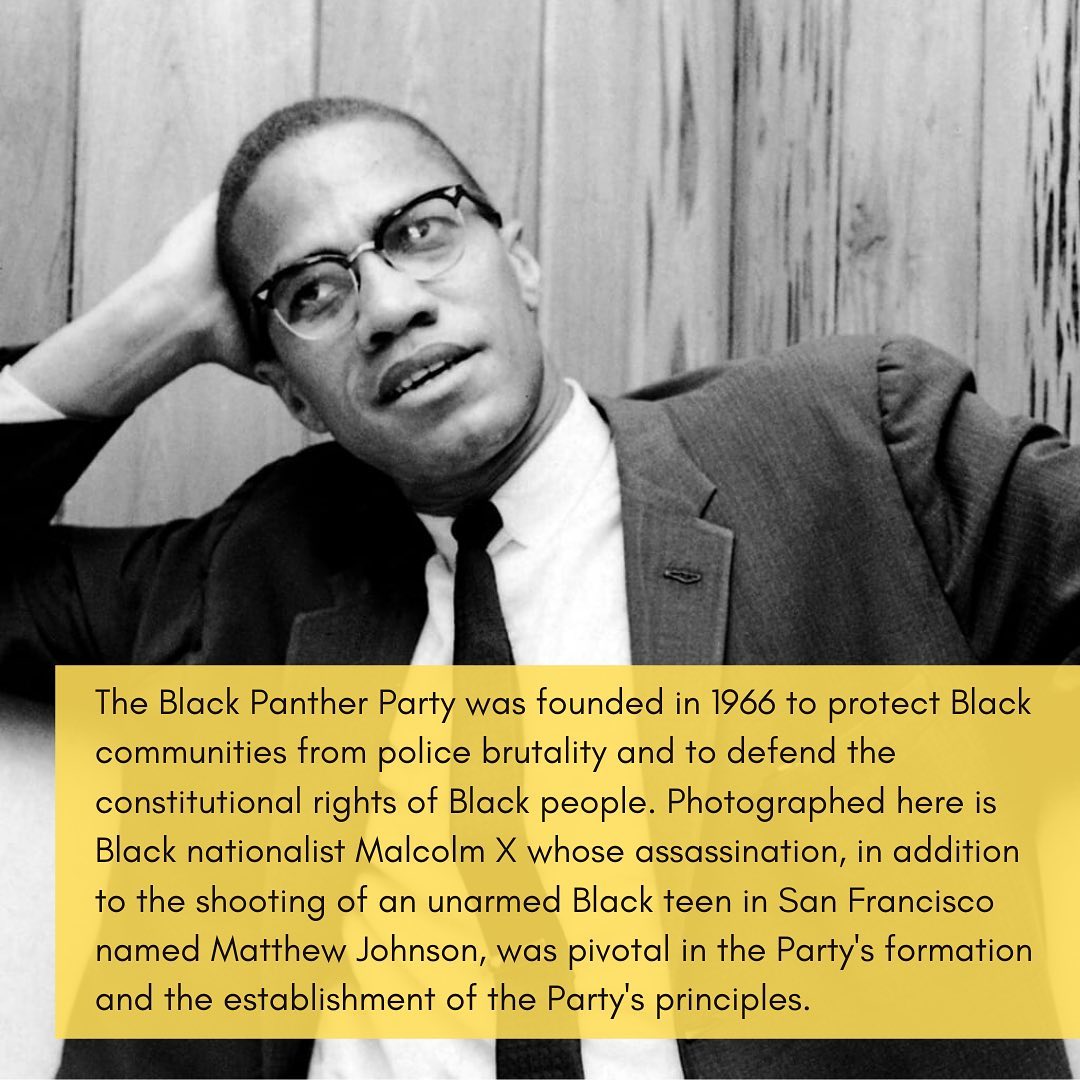 The Black Panther Party was founded in 1966 to protect Black
communities from police brutality and to defend the
constitutional rights of Black people. Photographed here is
Black nationalist Malcolm X whose assassination, in addition
to the shooting of an unarmed Black teen in San Francisco
named Matthew Johnson, was pivotal in the Party's formation
and the establishment of the Party's principles.